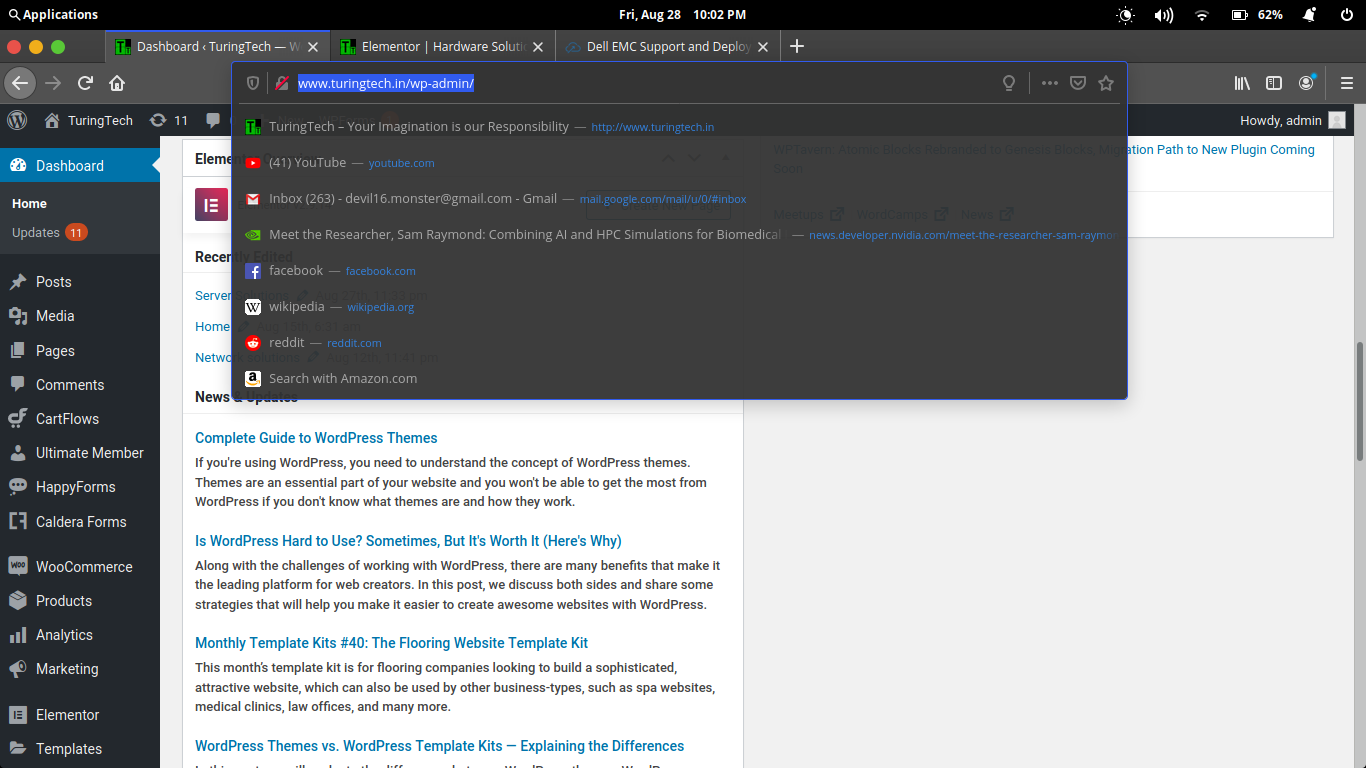 Applications
Fri, Aug 28 10:02 PM
62%
Dashboard ‹ TuringTech — W
Elementor | Hardware Soluti
Dell EMC Support and Deploy
www.turingtech.in/wp-admin/
TuringTech
11
Howdy, admin
TuringTech – Your Imagination is our Responsibility — http://www.turingtech.in
(41) YouTube — youtube.com
Inbox (263) - devil16.monster@gmail.com - Gmail — mail.google.com/mail/u/0/#inbox
Meet the Researcher, Sam Raymond: Combining AI and HPC Simulations for Biomedical — news.developer.nvidia.com/meet-the-researcher-sam-raymon
facebook — facebook.com
wikipedia — wikipedia.org
reddit — reddit.com
Search with Amazon.com
Dashboard
Home
Updates 11
Posts
Media
Pages
Comments
CartFlows
Ultimate Member
HappyForms
Caldera Forms
WooCommerce
Products
Analytics
Marketing
Elementor
Templates
WPTavern: Atomic Blocks Rebranded to Genesis Blocks, Migration Path to New Plugin Coming
Soon
Meetups WordCamps News
Recently Edited
Server
Home
Network Solutions Aug 12th, 11:41 pm
News & Updates
Complete Guide to WordPress Themes
If you're using WordPress, you need to understand the concept of WordPress themes.
Themes are an essential part of your website and you won't be able to get the most from
WordPress if you don't know what themes are and how they work.
Is WordPress Hard to Use? Sometimes, But It's Worth It (Here's Why)
Along with the challenges of working with WordPress, there are many benefits that make it
the leading platform for web creators. In this post, we discuss both sides and share some
strategies that will help you make it easier to create awesome websites with WordPress.
Monthly Template Kits #40: The Flooring Website Template Kit
This month's template kit is for flooring companies looking to build a sophisticated,
attractive website, which can also be used by other business-types, such as spa websites,
medical clinics, law offices, and many more.
WordPress Themes vs. WordPress Template Kits — Explaining the Differences